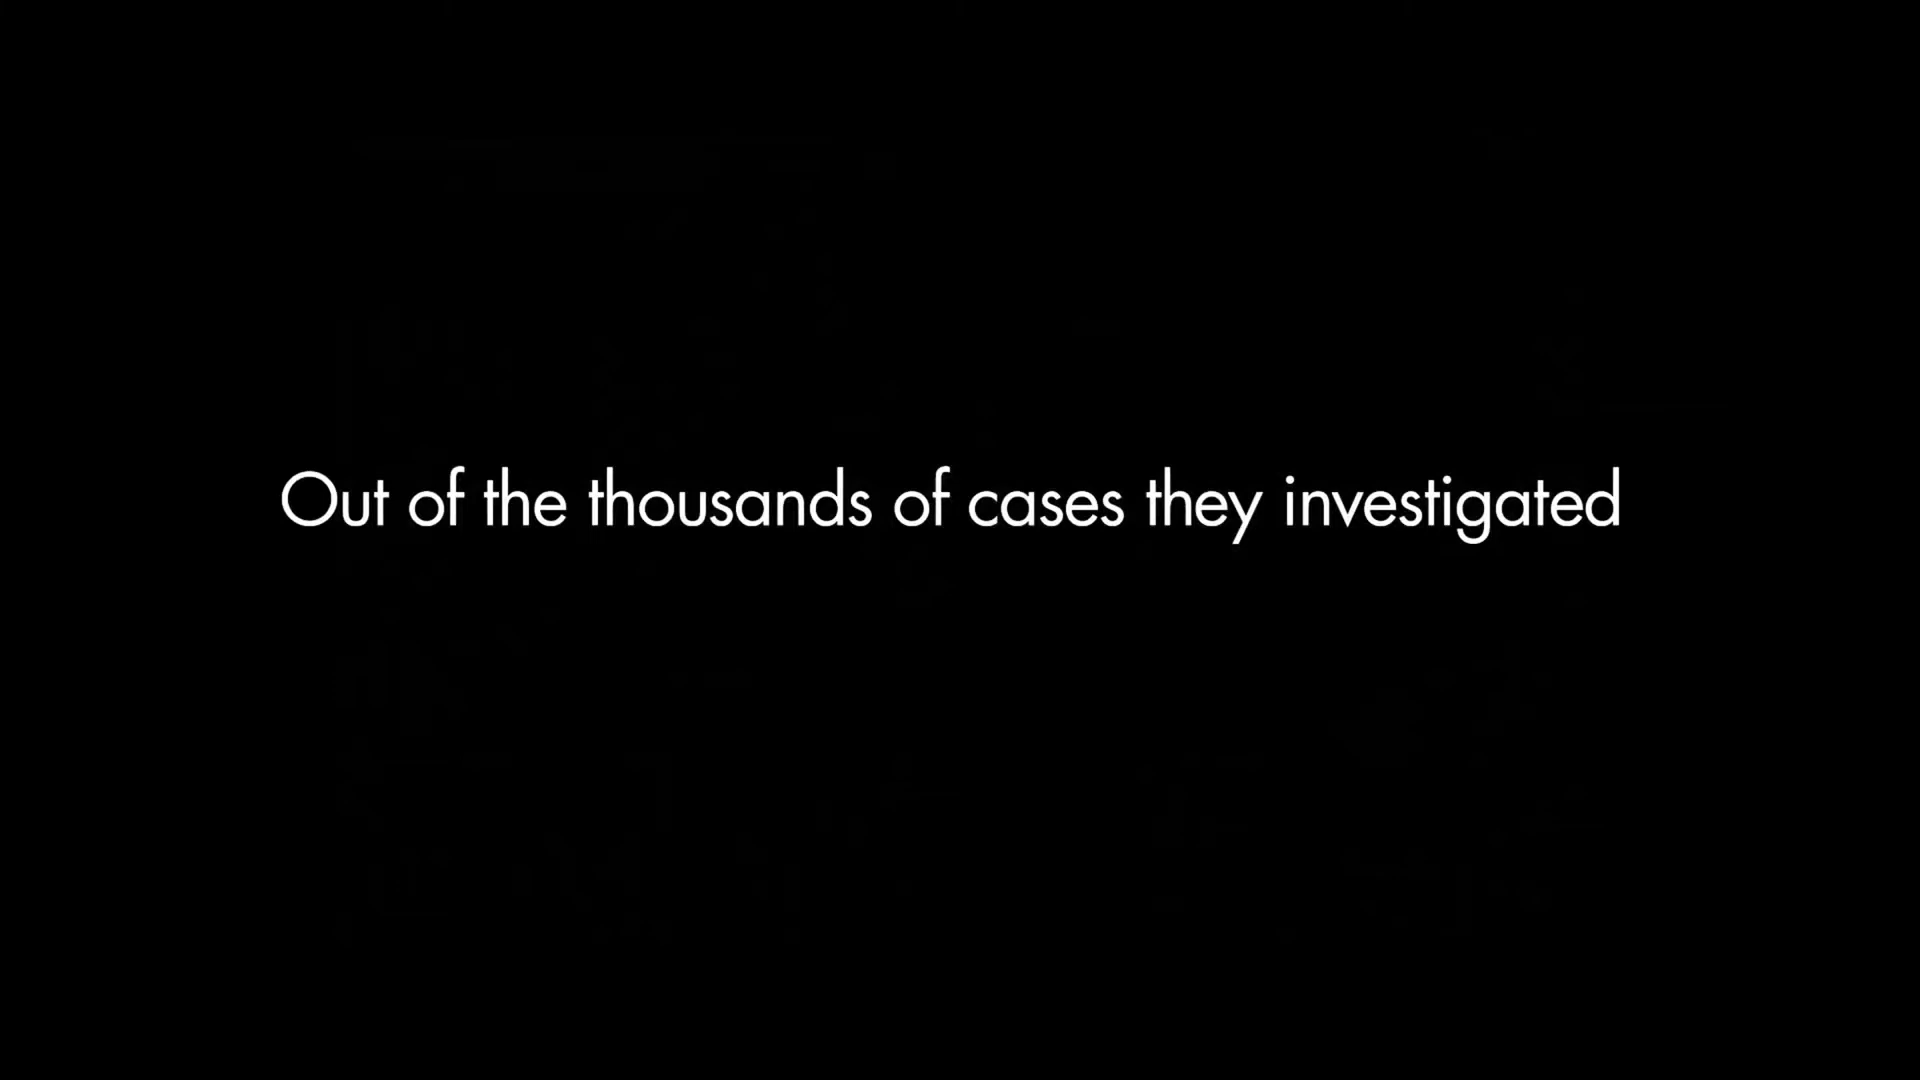 Out of the thousands of cases they investigated